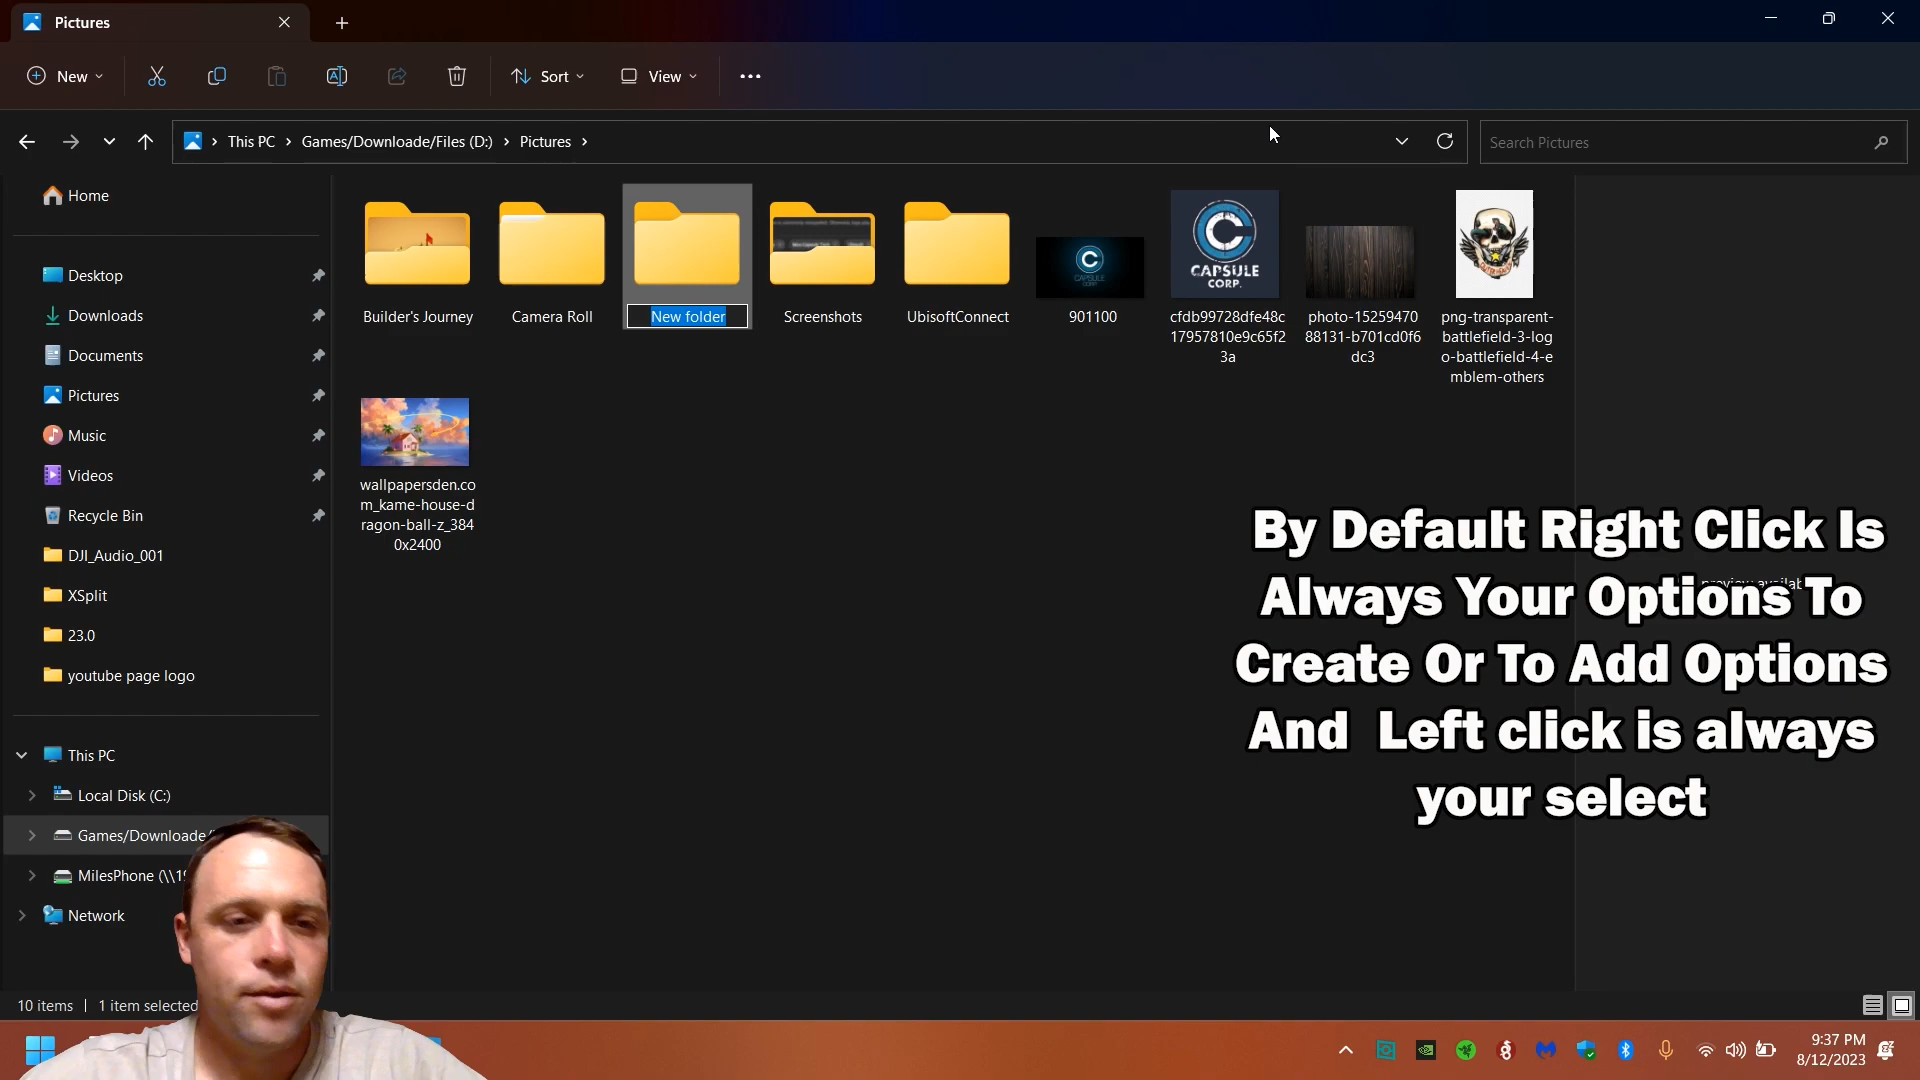 Pictures
New
Sort
View
This PC
Games/Downloade/Files (D:)
Pictures
Search Pictures
Home
Desktop
Downloads
Documents
Pictures
Music
Videos
Recycle Bin
DJI_Audio_001
XSplit
23.0
youtube page logo
This PC
Local Disk (C:)
Games/Downloade/
MilesPhone (\\19
Network
Builder's Journey
Camera Roll
New folder
Screenshots
UbisoftConnect
901100
cfdb99728dfe48c
17957810e9c65f2
3a
photo-15259470
88131-b701cd0f6
dc3
png-transparent-
battlefield-3-log
o-battlefield-4-e
mblem-others
C
CAPSULE
CORP.
wallpapersden.co
m_kame-house-d
ragon-ball-z_384
0x2400
By Default Right Click Is
Always Your Options To
Create Or To Add Options
And Left click is always
your select
10 items
1 item selected
9:37 PM
8/12/2023